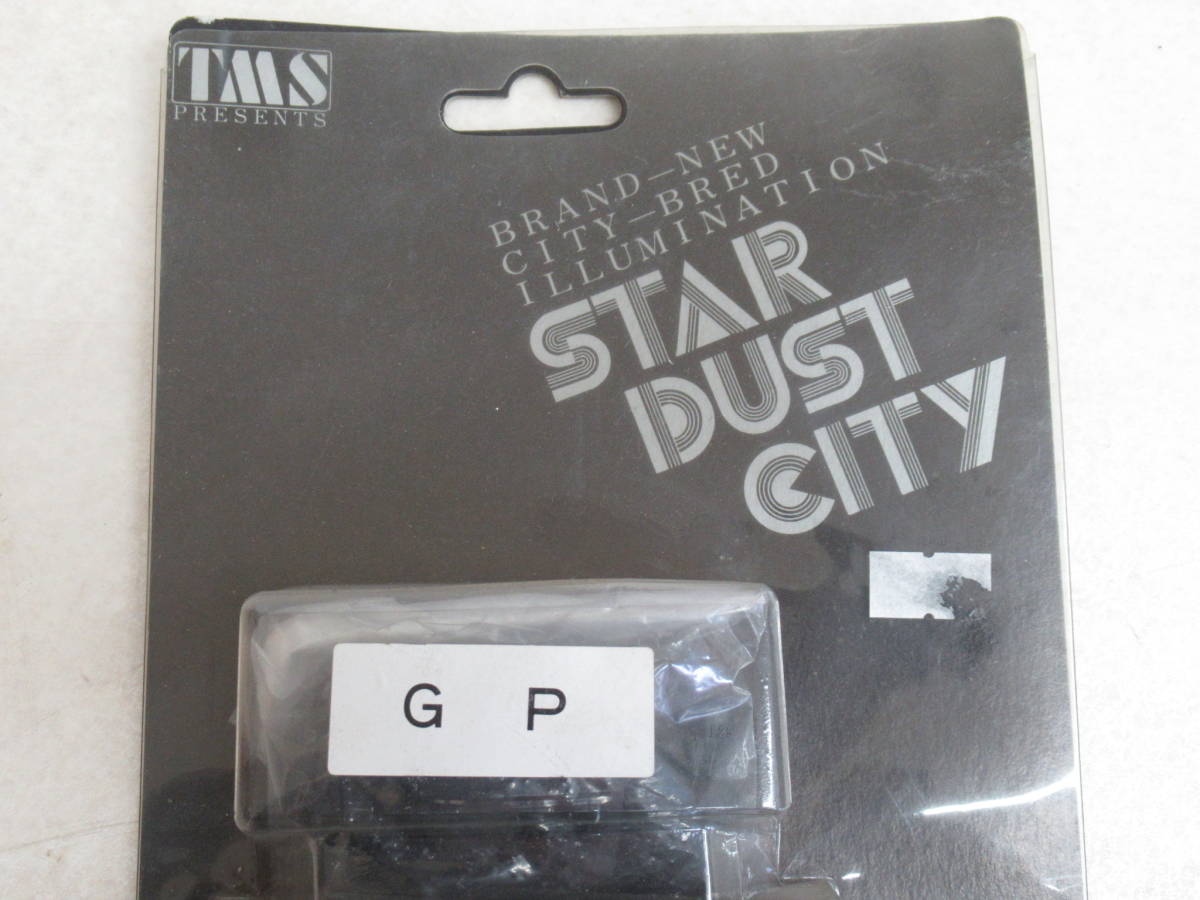 TMS
PRESENTS
BRAND-NEW
CITY-BRED
ILLUMINATION
STAR
DUST
CITY
G P